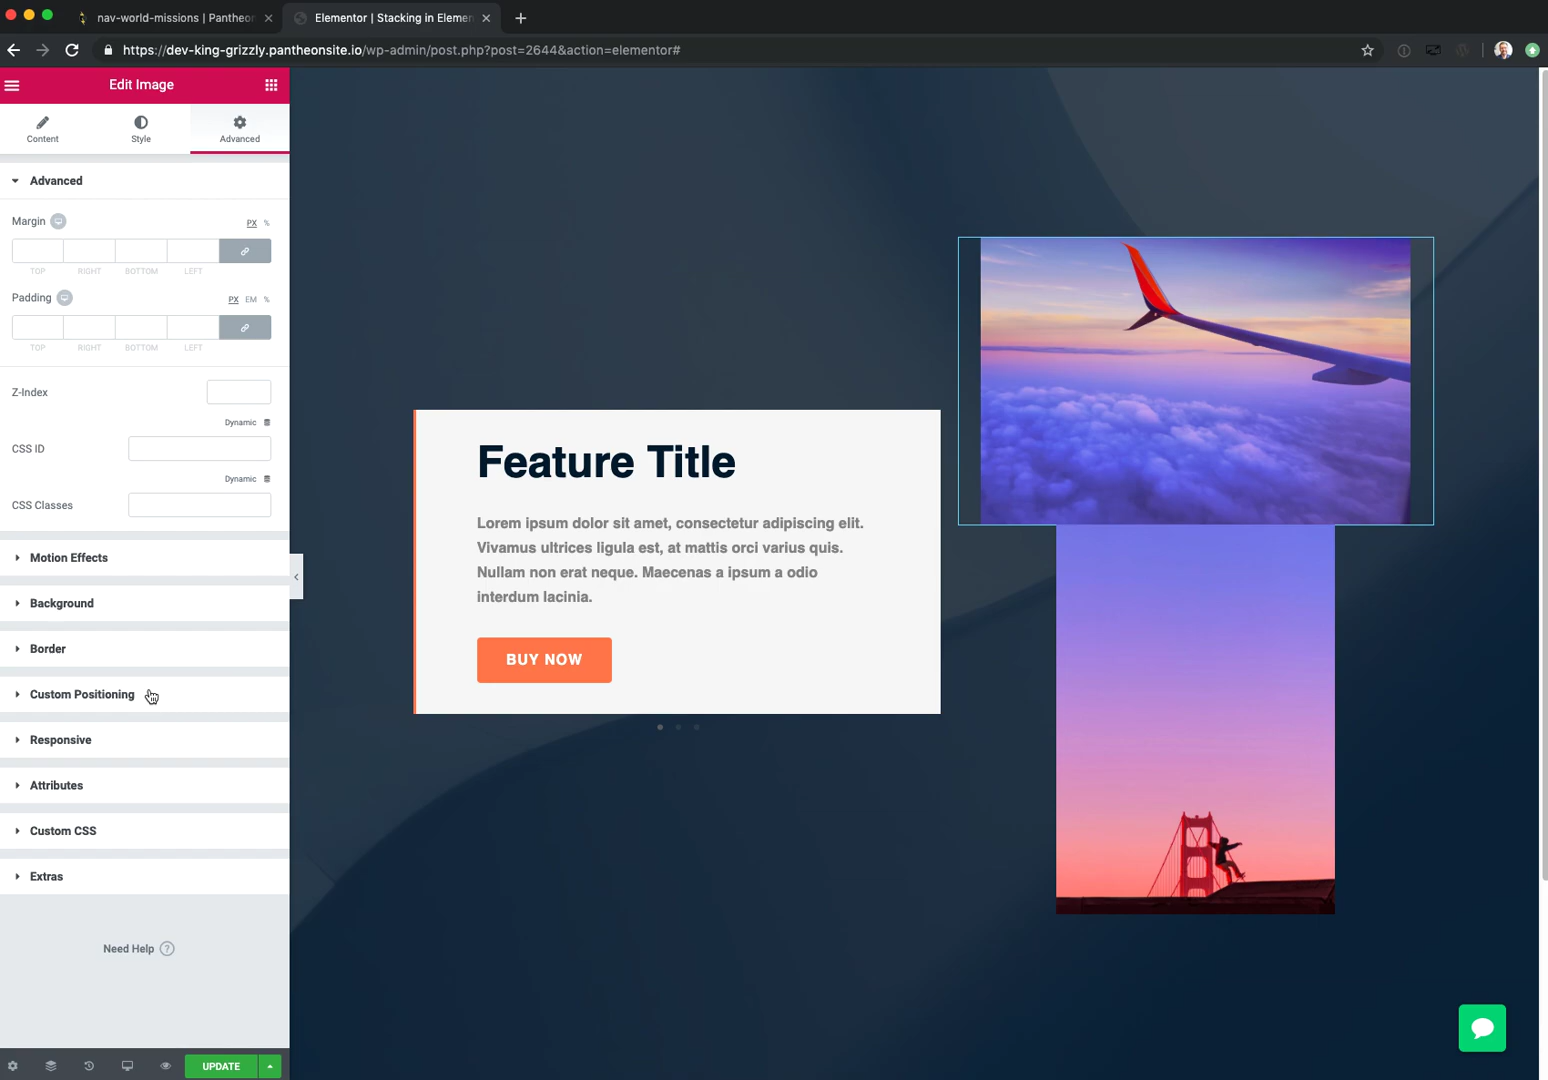 nav-world-missions | Pantheon
Elementor | Stacking in Elemen
https://dev-king-grizzly.pantheonsite.io/wp-admin/post.php?post=2644&action=elementor#
Edit Image
Content
Style
Advanced
Advanced
Margin
PX %
TOP RIGHT BOTTOM LEFT
Padding
PX EM %
TOP RIGHT BOTTOM LEFT
Z-Index
Dynamic
CSS ID
Dynamic
CSS Classes
Motion Effects
Background
Border
Custom Positioning
Responsive
Attributes
Custom CSS
Extras
Need Help ?
UPDATE
Feature Title
Lorem ipsum dolor sit amet, consectetur adipiscing elit.
Vivamus ultrices ligula est, at mattis orci varius quis.
Nullam non erat neque. Maecenas a ipsum a odio
interdum lacinia.
BUY NOW